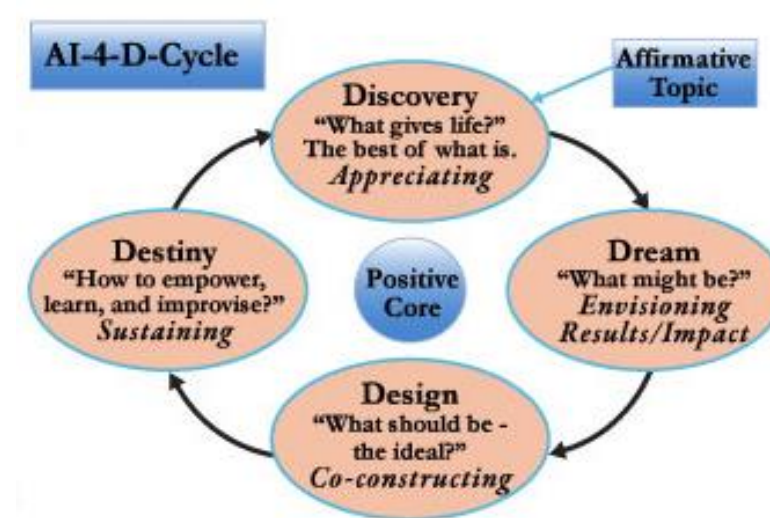 AI-4-D-Cycle
Affirmative
Topic
Discovery
“What gives life?”
The best of what is.
Appreciating
Dream
“What might be?”
Envisioning
Results/Impact
Design
“What should be -
the ideal?”
Co-constructing
Destiny
“How to empower,
learn, and improvise?”
Sustaining
Positive
Core